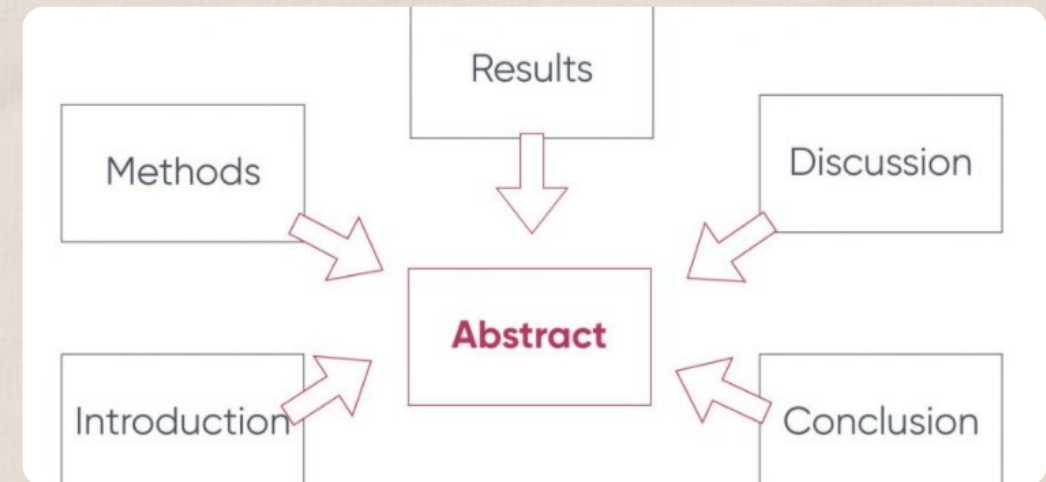 Results
Methods
Discussion
Abstract
Introduction
Conclusion